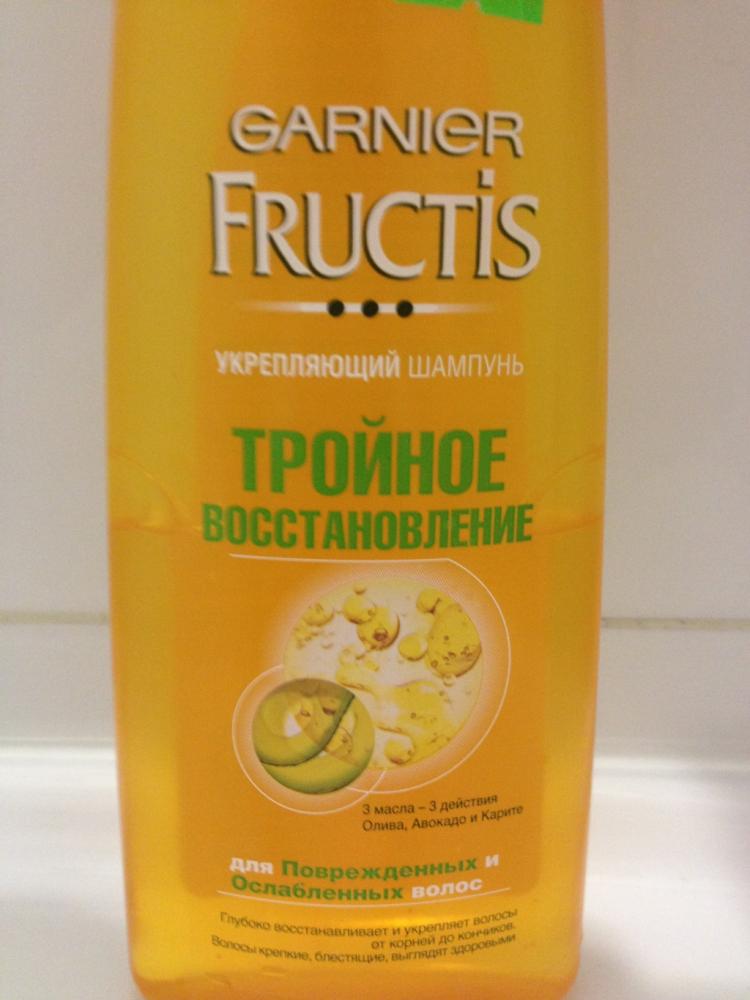 GARNIER
FRUCTIS
УКРЕПЛЯЮЩИЙ ШАМПУНЬ
ТРОЙНОЕ
ВОССТАНОВЛЕНИЕ
3 масла – 3 действия
Олива, Авокадо и Карите
для Поврежденных и
Ослабленных волос
Глубоко восстанавливает и укрепляет волосы
от корней до кончиков.
Волосы крепкие, блестящие, выглядят здоровыми